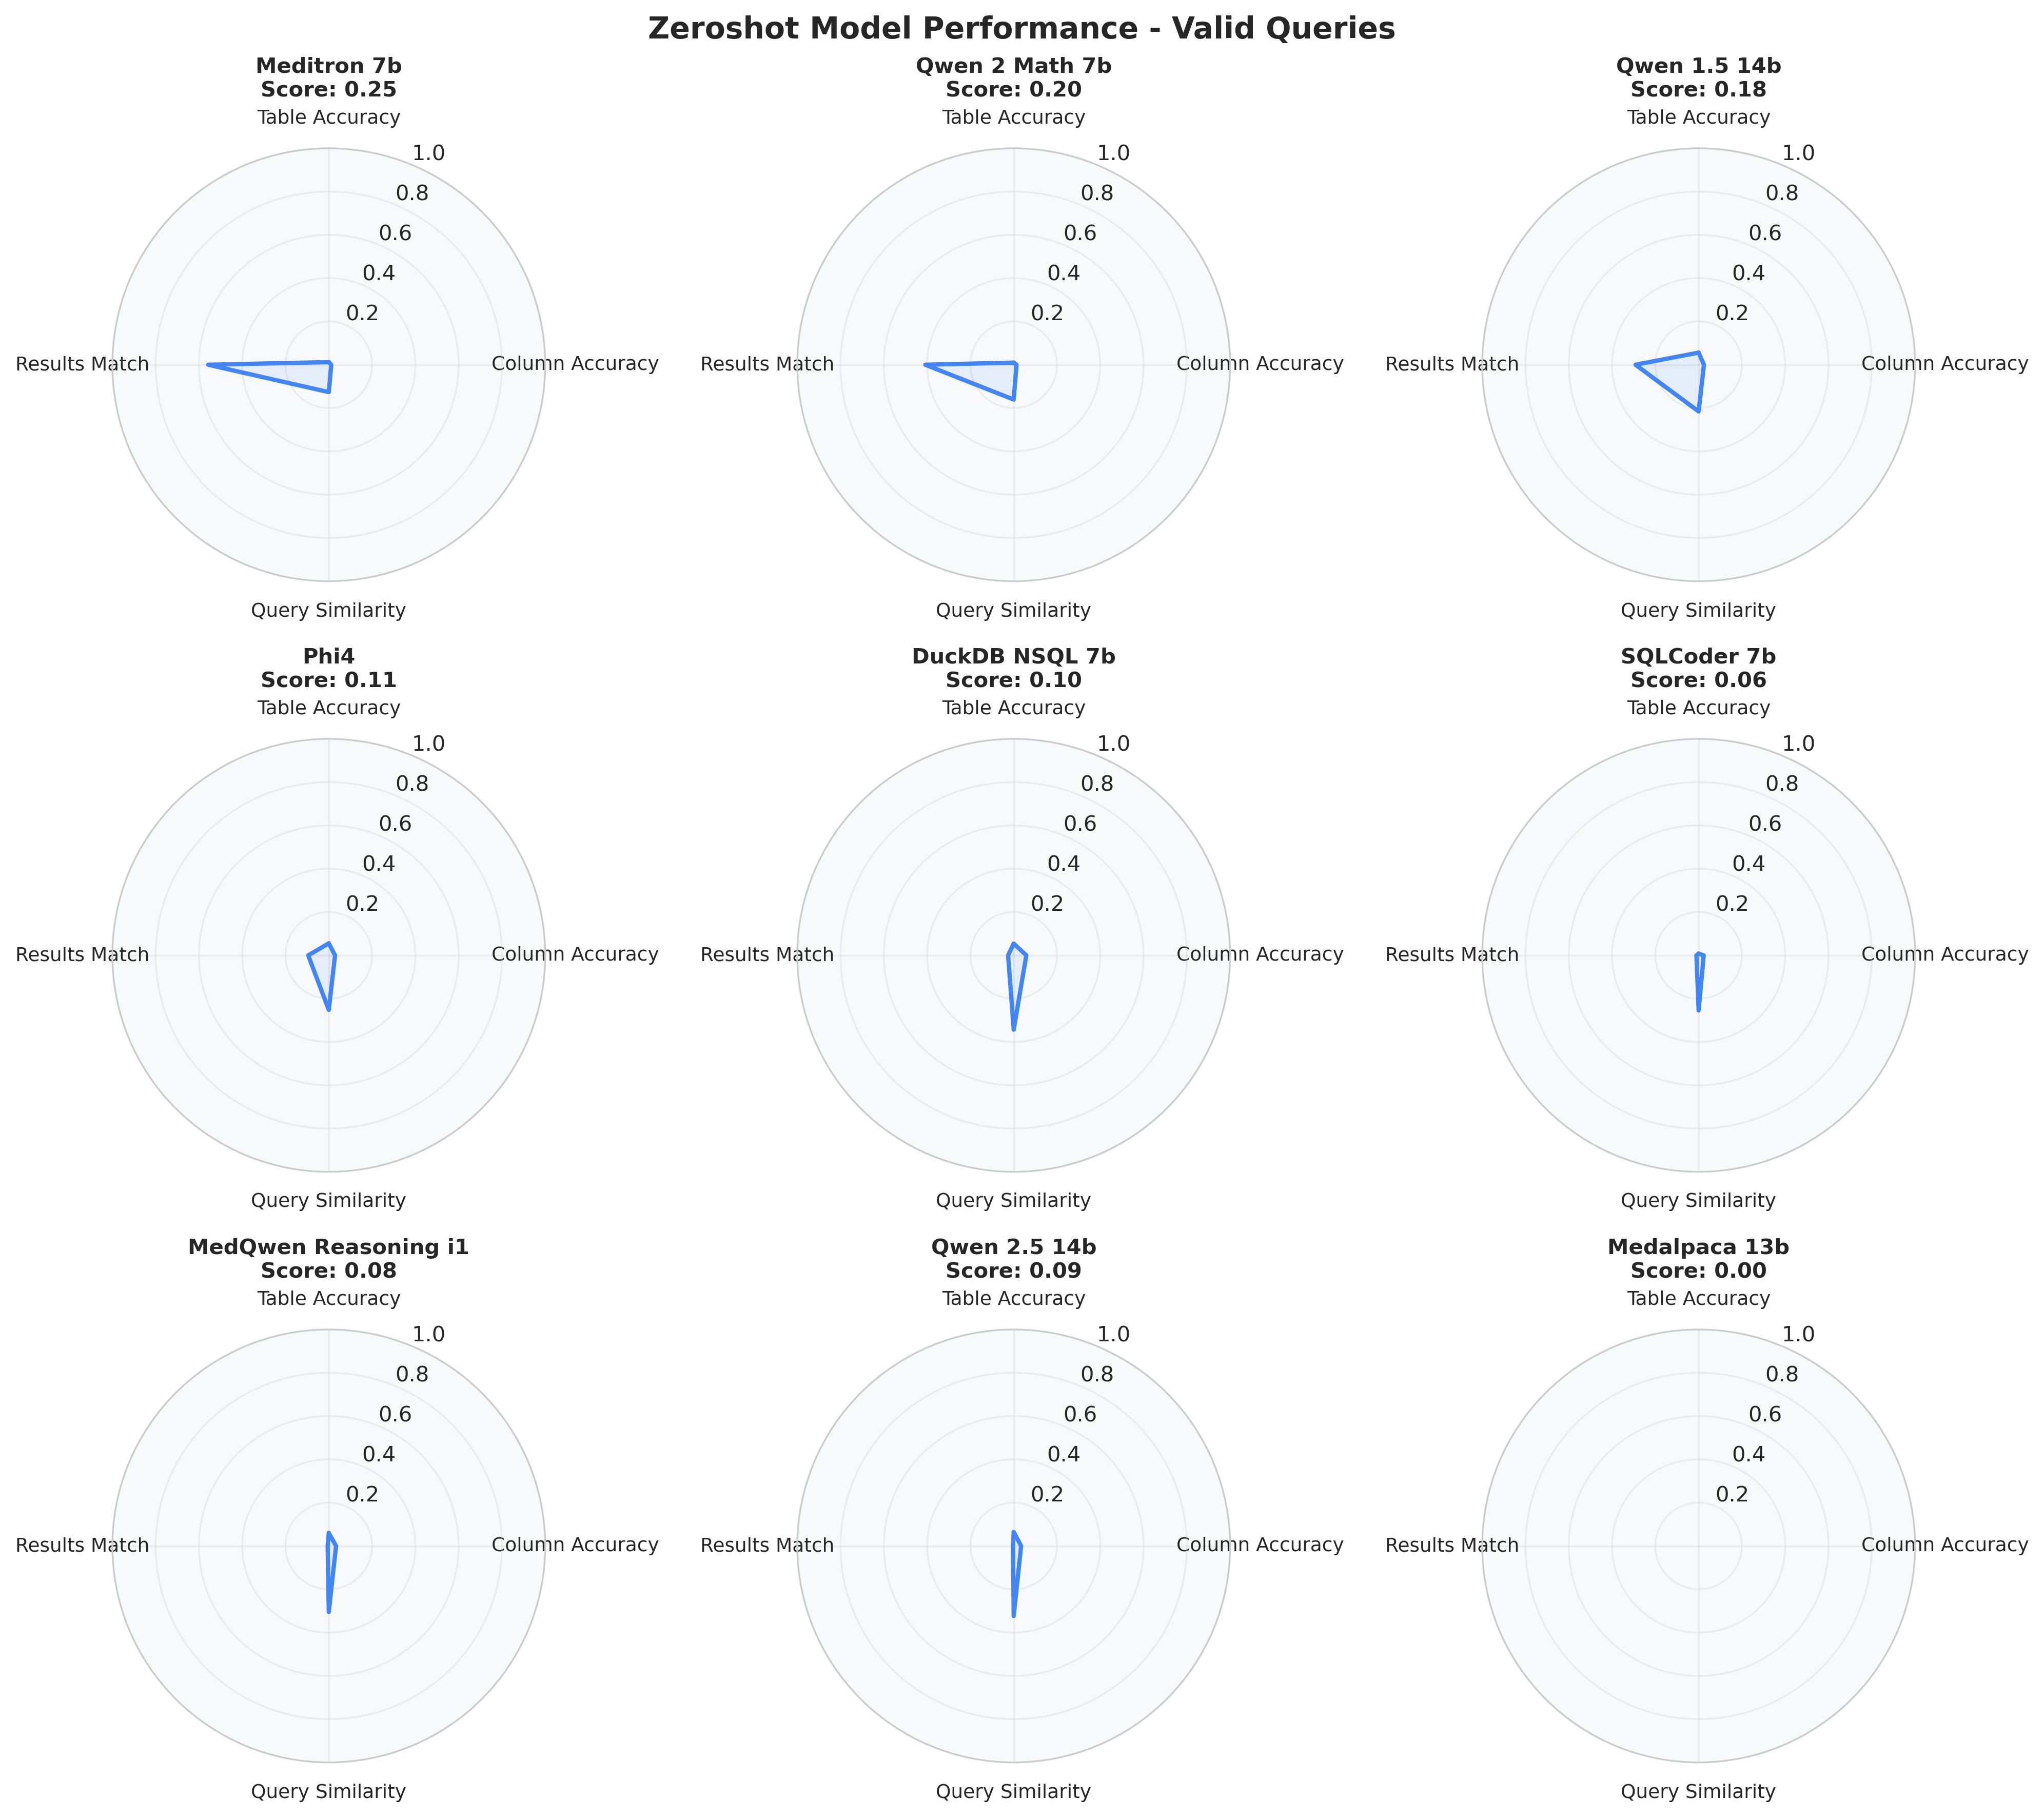 Zeroshot Model Performance - Valid Queries
Meditron 7b
Score: 0.25
Table Accuracy
1.0
0.8
0.6
0.4
0.2
Results Match
Column Accuracy
Query Similarity
Qwen 2 Math 7b
Score: 0.20
Table Accuracy
1.0
0.8
0.6
0.4
0.2
Results Match
Column Accuracy
Query Similarity
Qwen 1.5 14b
Score: 0.18
Table Accuracy
1.0
0.8
0.6
0.4
0.2
Results Match
Column Accuracy
Query Similarity
Phi4
Score: 0.11
Table Accuracy
1.0
0.8
0.6
0.4
0.2
Results Match
Column Accuracy
Query Similarity
DuckDB NSQL 7b
Score: 0.10
Table Accuracy
1.0
0.8
0.6
0.4
0.2
Results Match
Column Accuracy
Query Similarity
SQLCoder 7b
Score: 0.06
Table Accuracy
1.0
0.8
0.6
0.4
0.2
Results Match
Column Accuracy
Query Similarity
MedQwen Reasoning i1
Score: 0.08
Table Accuracy
1.0
0.8
0.6
0.4
0.2
Results Match
Column Accuracy
Query Similarity
Qwen 2.5 14b
Score: 0.09
Table Accuracy
1.0
0.8
0.6
0.4
0.2
Results Match
Column Accuracy
Query Similarity
Medalpaca 13b
Score: 0.00
Table Accuracy
1.0
0.8
0.6
0.4
0.2
Results Match
Column Accuracy
Query Similarity